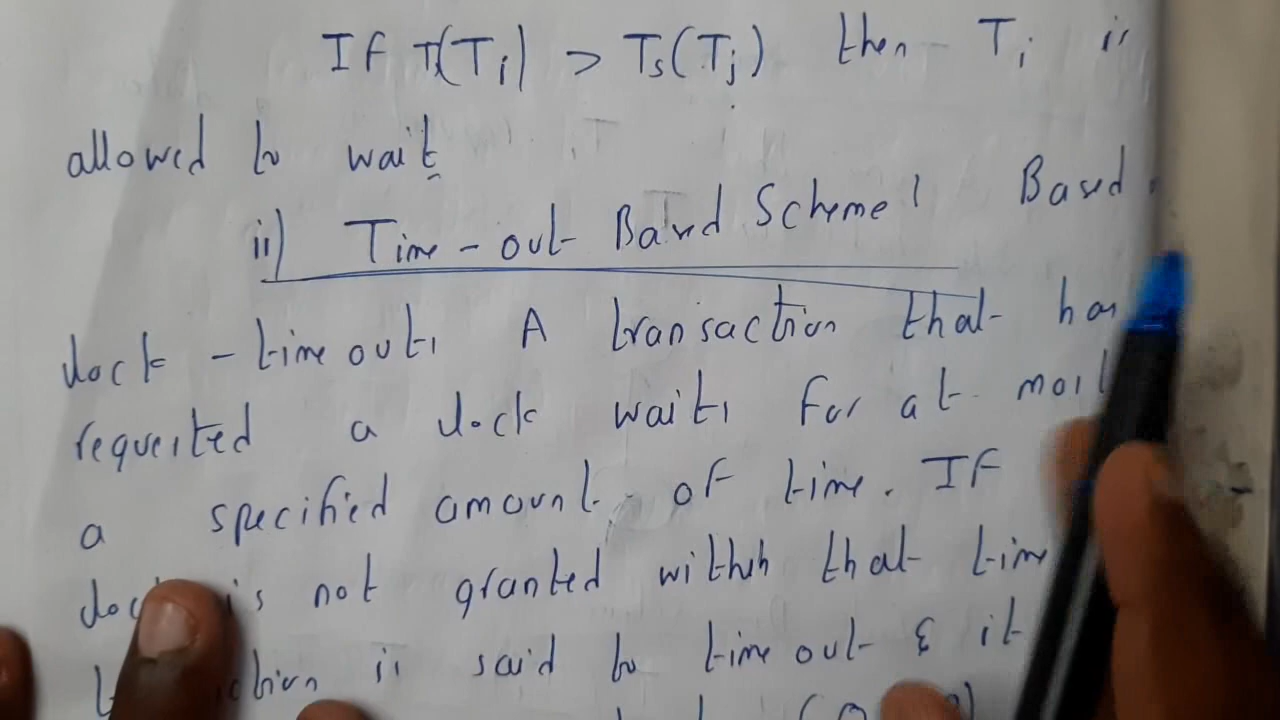 If Ts(Ti) > Ts(Tj) then Ti is
allowed to wait
ii) Time-out Based Scheme! Based
lock-timeout. A transaction that has
requested a lock waits for at most
a specified amount of time. If
lock is not granted within that time
transaction is said to time out & it